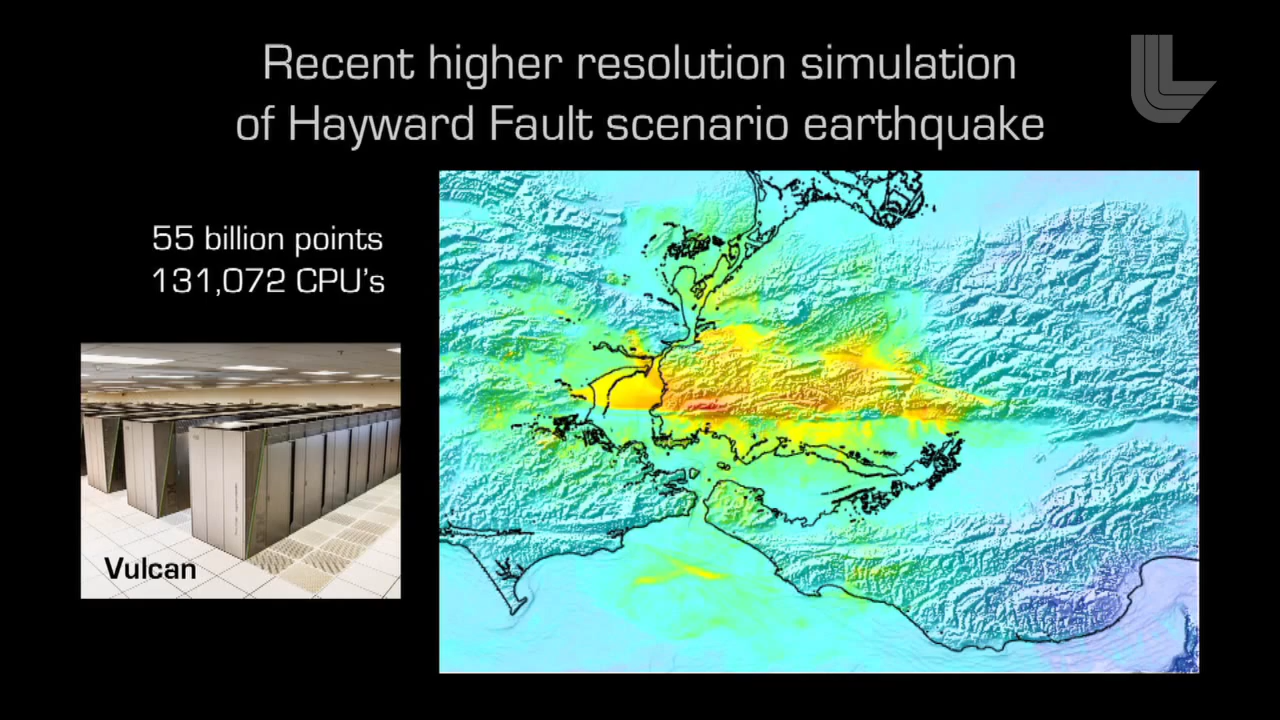 Recent higher resolution simulation
of Hayward Fault scenario earthquake
55 billion points
131,072 CPU's
Vulcan